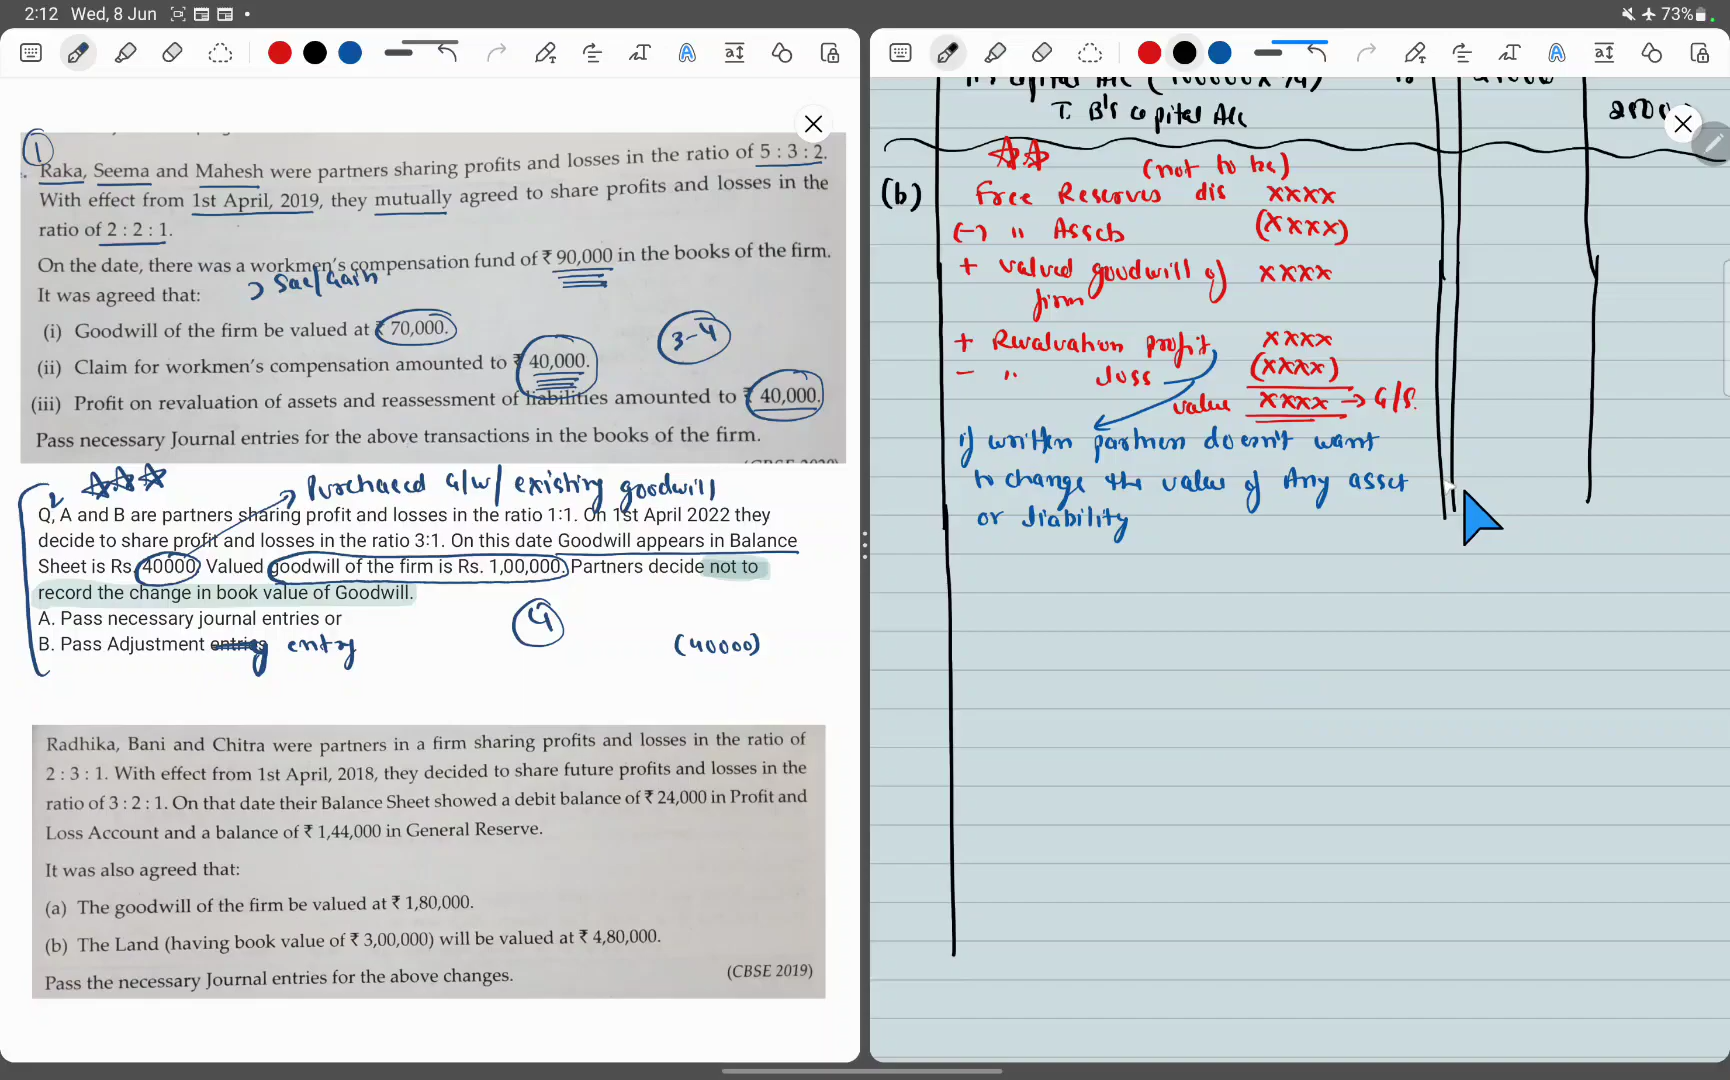 2:12 Wed, 8 Jun
73%
1
Raka, Seema and Mahesh were partners sharing profits and losses in the ratio of 5 : 3 : 2.
With effect from 1st April, 2019, they mutually agreed to share profits and losses in the
ratio of 2 : 2 : 1.
On the date, there was a workmen's compensation fund of ₹ 90,000 in the books of the firm.
It was agreed that:
Sac/Gain
(i) Goodwill of the firm be valued at ₹ 70,000.
3-4
(ii) Claim for workmen's compensation amounted to ₹ 40,000.
(iii) Profit on revaluation of assets and reassessment of liabilities amounted to ₹ 40,000.
Pass necessary Journal entries for the above transactions in the books of the firm.
2
Purchaced G/w/ existing goodwill
Q, A and B are partners sharing profit and losses in the ratio 1:1. On 1st April 2022 they
decide to share profit and losses in the ratio 3:1. On this date Goodwill appears in Balance
Sheet is Rs. 40000. Valued goodwill of the firm is Rs. 1,00,000. Partners decide not to
record the change in book value of Goodwill.
A. Pass necessary journal entries or
B. Pass Adjustment entries entry
(40000)
Radhika, Bani and Chitra were partners in a firm sharing profits and losses in the ratio of
2 : 3 : 1. With effect from 1st April, 2018, they decided to share future profits and losses in the
ratio of 3 : 2 : 1. On that date their Balance Sheet showed a debit balance of ₹ 24,000 in Profit and
Loss Account and a balance of ₹ 1,44,000 in General Reserve.
It was also agreed that:
(a) The goodwill of the firm be valued at ₹ 1,80,000.
(b) The Land (having book value of ₹ 3,00,000) will be valued at ₹ 4,80,000.
Pass the necessary Journal entries for the above changes.
(CBSE 2019)
T. B's capital A/c
(not to be)
(b) Free Reserves dis xxxx
(-) " Assets (xxxx)
+ valued goodwill of xxxx
firm
+ Revaluation profit xxxx
- " loss (xxxx)
value xxxx → G/S.
if written partners doesn't want
to change the value of Any asset
or liability